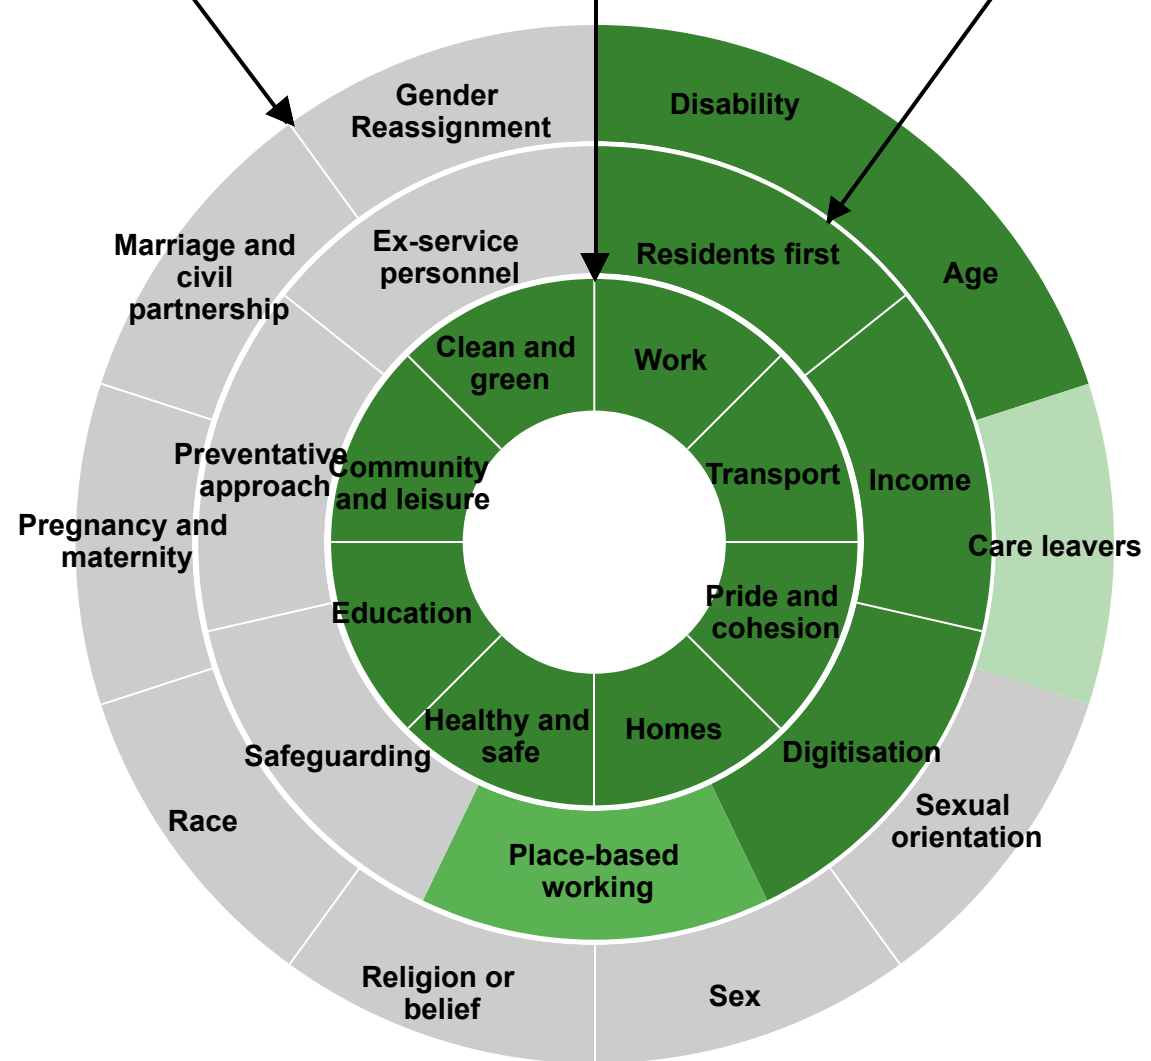 Gender
Reassignment
Disability
Marriage and
civil
partnership
Ex-service
personnel
Residents first
Age
Clean and
green
Work
Preventative
approach
Community
and leisure
Transport
Income
Pregnancy and
maternity
Care leavers
Education
Pride and
cohesion
Healthy and
safe
Homes
Safeguarding
Digitisation
Race
Sexual
orientation
Place-based
working
Religion or
belief
Sex